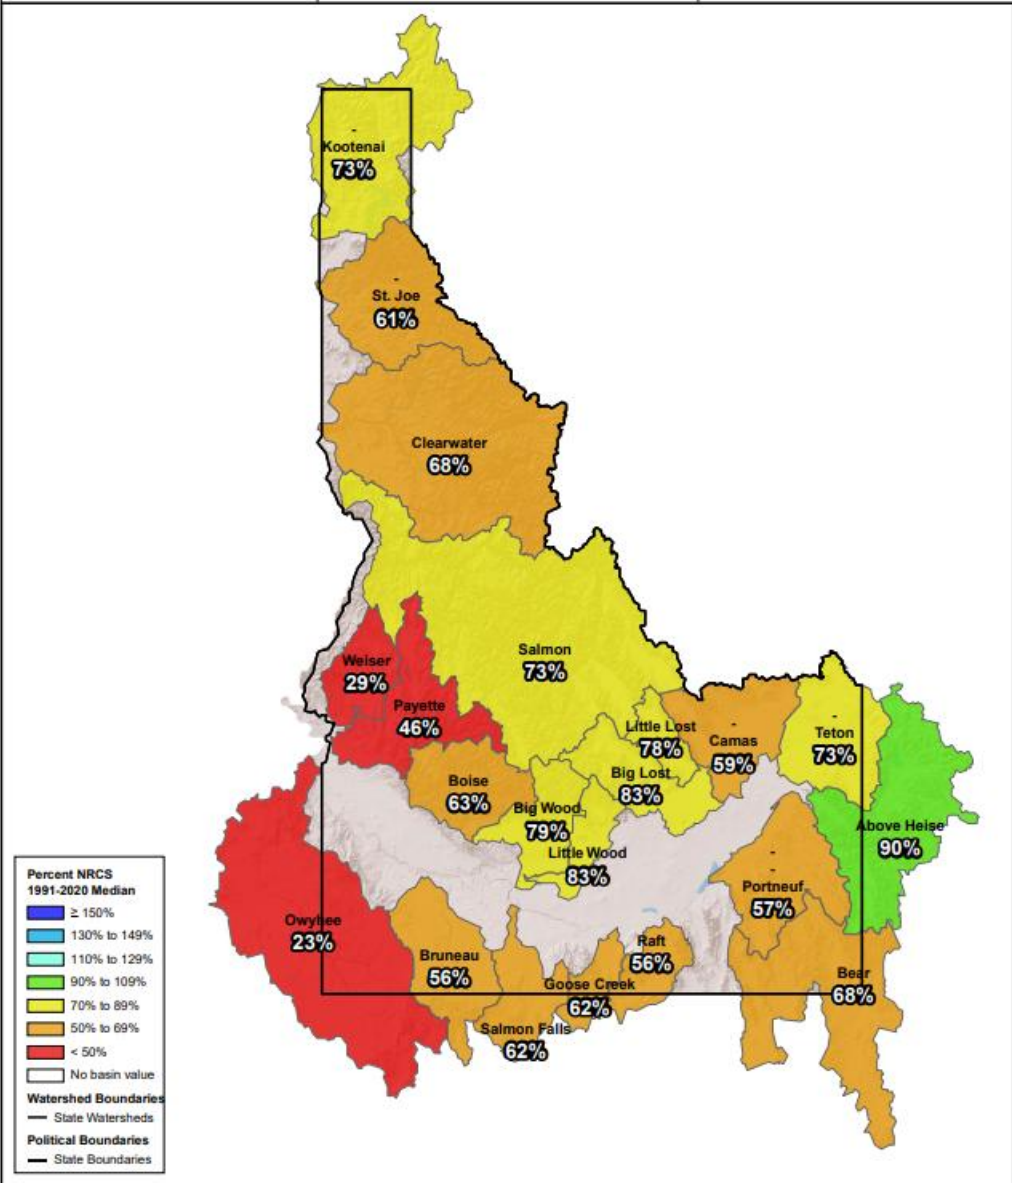 -
Kootenai
73%
-
St. Joe
61%
Clearwater
68%
Salmon
73%
Weiser
29%
Payette
46%
Little Lost
78%
-
Camas
59%
-
Teton
73%
Boise
63%
Big Lost
83%
Big Wood
79%
Little Wood
83%
Above Heise
90%
-
-
Portneuf
57%
Owyhee
23%
Bruneau
56%
Raft
56%
Goose Creek
62%
Salmon Falls
62%
Bear
68%
Percent NRCS
1991-2020 Median
≥ 150%
130% to 149%
110% to 129%
90% to 109%
70% to 89%
50% to 69%
< 50%
No basin value
Watershed Boundaries
State Watersheds
Political Boundaries
State Boundaries